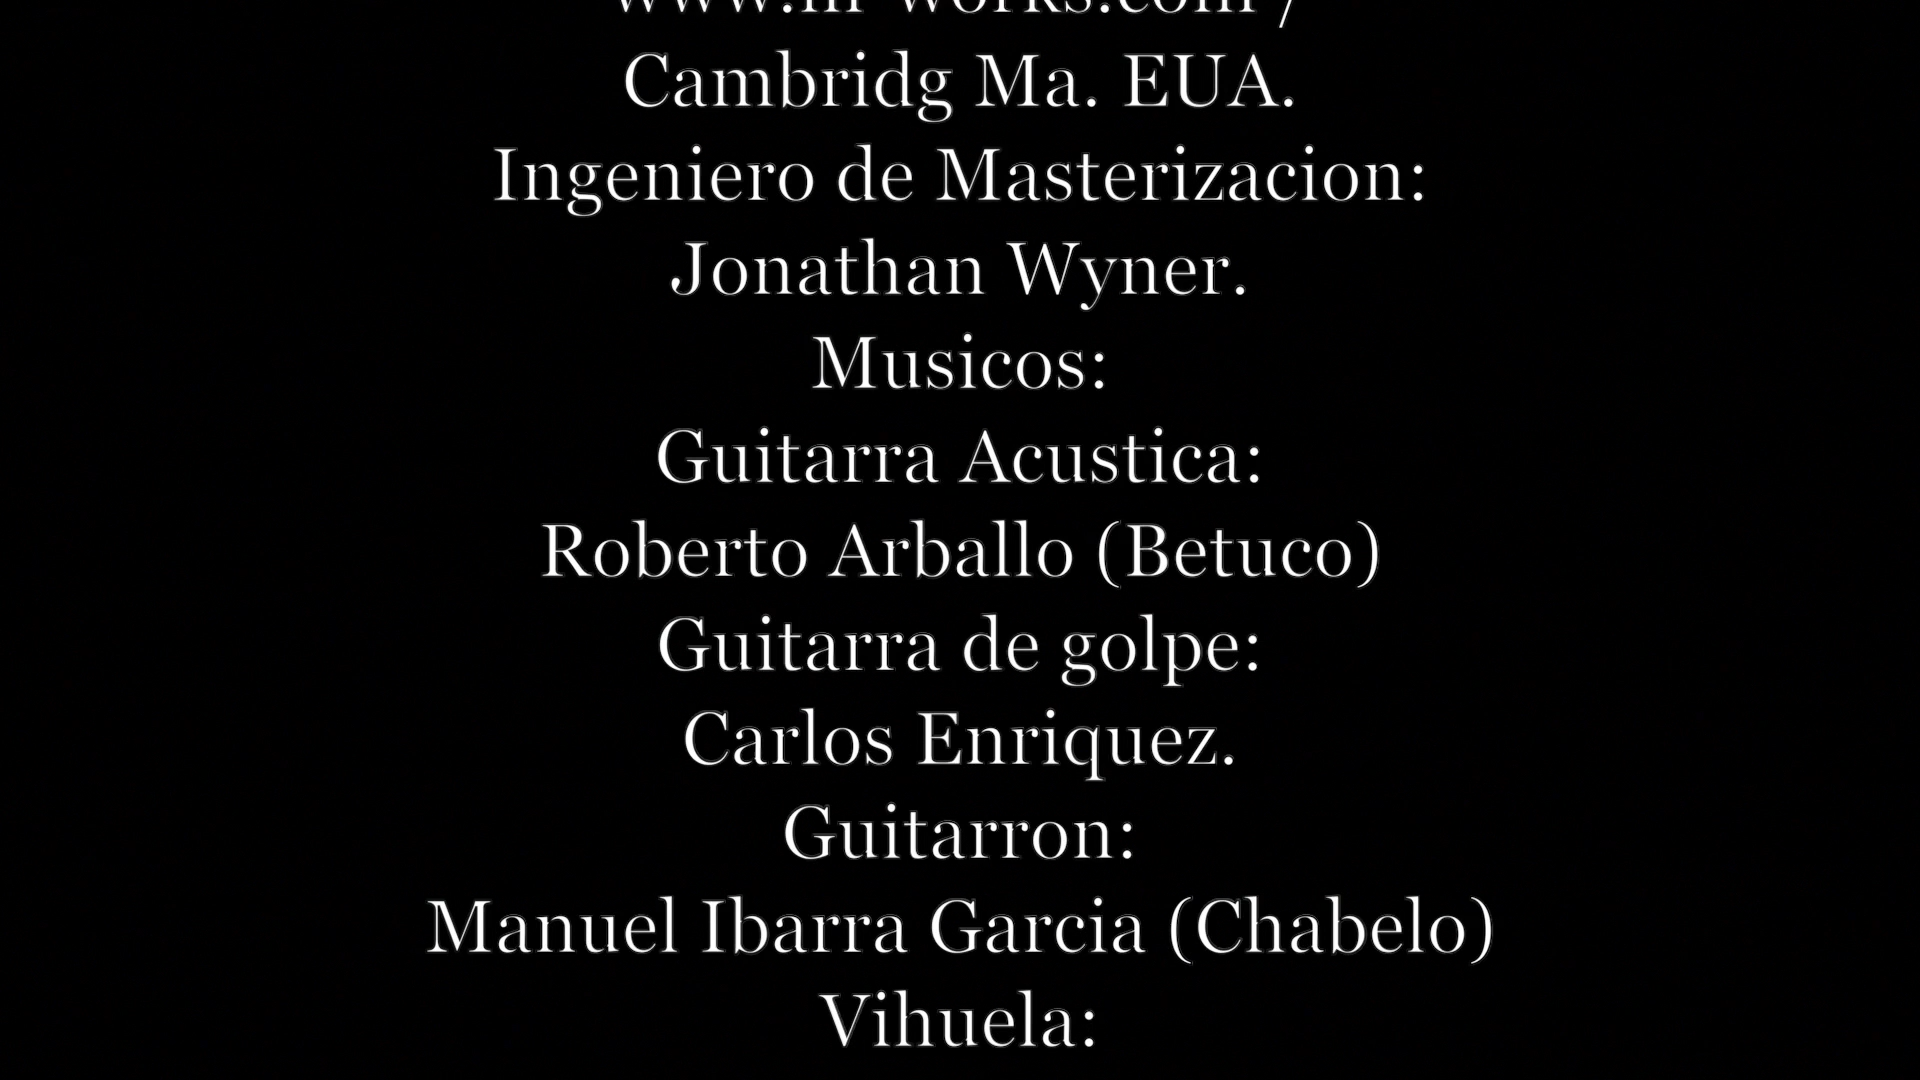 Cambridg Ma. EUA.
Ingeniero de Masterizacion:
Jonathan Wyner.
Musicos:
Guitarra Acustica:
Roberto Arballo (Betuco)
Guitarra de golpe:
Carlos Enriquez.
Guitarron:
Manuel Ibarra Garcia (Chabelo)
Vihuela: